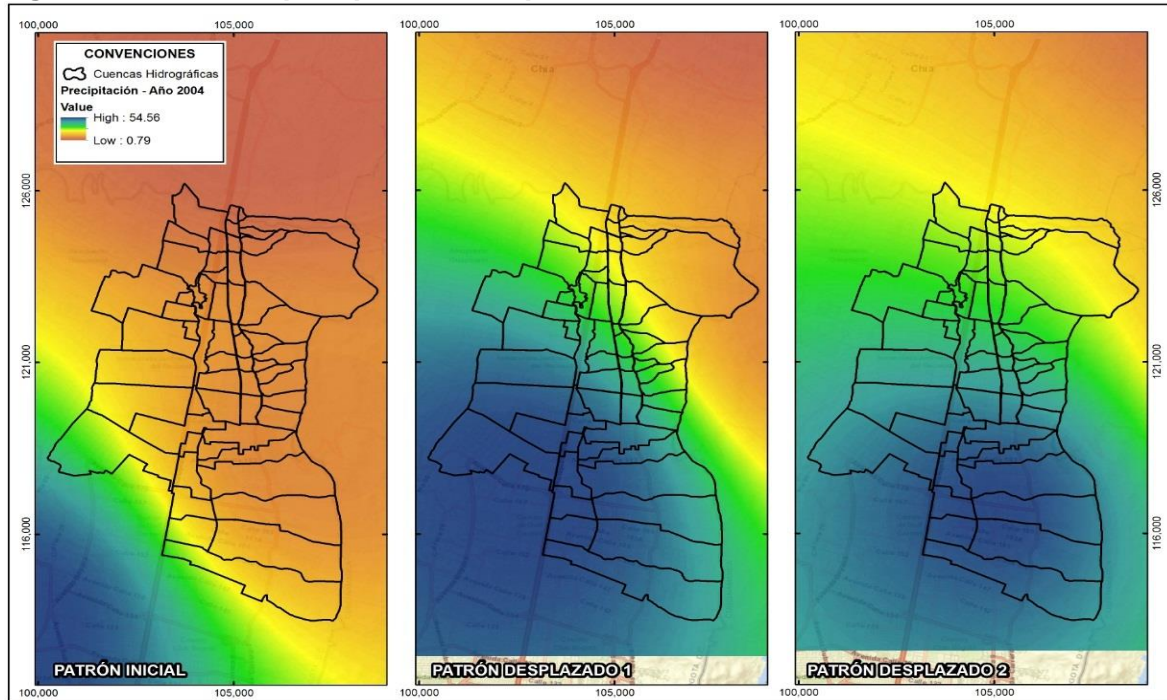 100,000 105,000 100,000 105,000 100,000 105,000
CONVENCIONES
Cuencas Hidrográficas
Precipitación - Año 2004
Value
High : 54.56
Low : 0.79
Chia
126,000 126,000
121,000 121,000
116,000 116,000
PATRÓN INICIAL
PATRÓN DESPLAZADO 1
PATRÓN DESPLAZADO 2
100,000 105,000 100,000 105,000 100,000 105,000